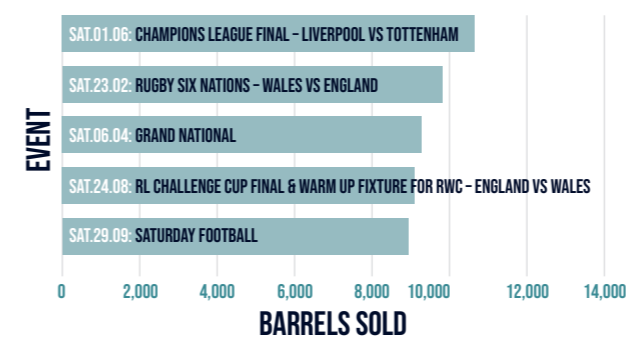 SAT.01.06: CHAMPIONS LEAGUE FINAL – LIVERPOOL VS TOTTENHAM
SAT.23.02: RUGBY SIX NATIONS – WALES VS ENGLAND
SAT.06.04: GRAND NATIONAL
SAT.24.08: RL CHALLENGE CUP FINAL & WARM UP FIXTURE FOR RWC – ENGLAND VS WALES
SAT.29.09: SATURDAY FOOTBALL
EVENT
0 2,000 4,000 6,000 8,000 10,000 12,000 14,000
BARRELS SOLD